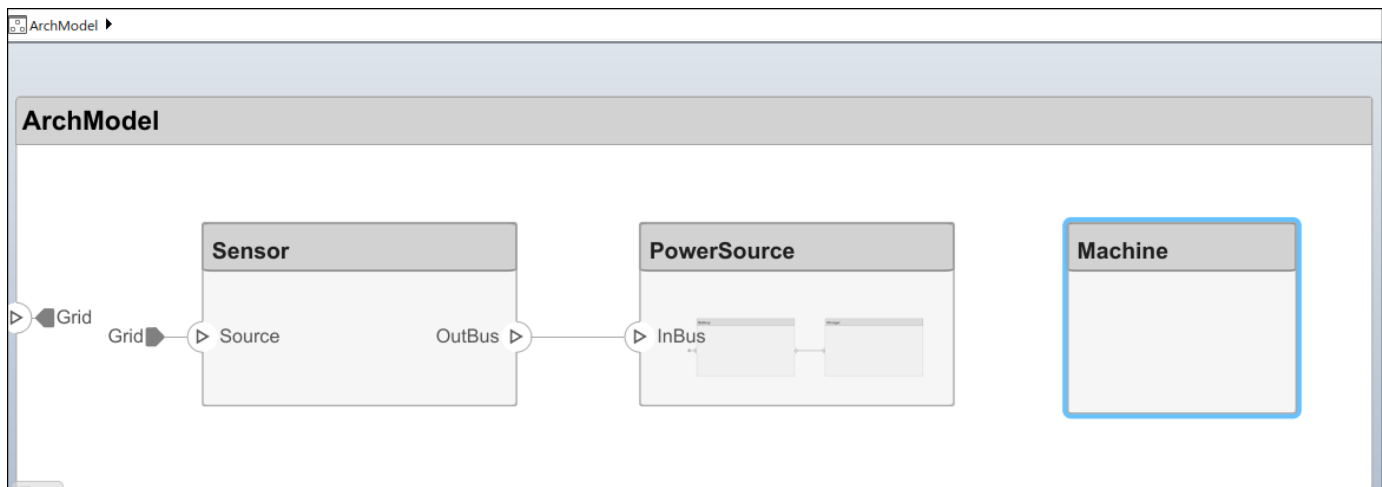 ArchModel
ArchModel
Sensor
PowerSource
Machine
Grid
Grid
Source
OutBus
InBus